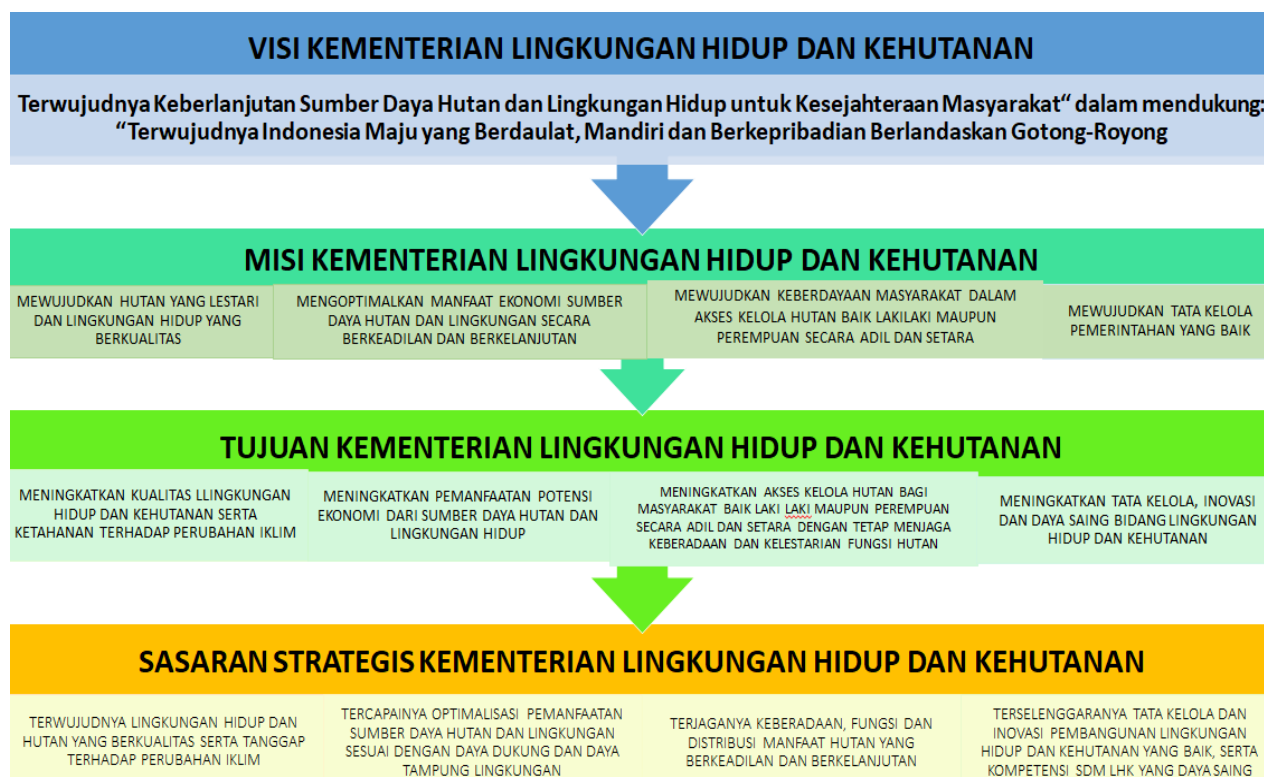 VISI KEMENTERIAN LINGKUNGAN HIDUP DAN KEHUTANAN
Terwujudnya Keberlanjutan Sumber Daya Hutan dan Lingkungan Hidup untuk Kesejahteraan Masyarakat“ dalam mendukung:
“Terwujudnya Indonesia Maju yang Berdaulat, Mandiri dan Berkepribadian Berlandaskan Gotong-Royong
MISI KEMENTERIAN LINGKUNGAN HIDUP DAN KEHUTANAN
MEWUJUDKAN HUTAN YANG LESTARI
DAN LINGKUNGAN HIDUP YANG
BERKUALITAS
MENGOPTIMALKAN MANFAAT EKONOMI SUMBER
DAYA HUTAN DAN LINGKUNGAN SECARA
BERKEADILAN DAN BERKELANJUTAN
MEWUJUDKAN KEBERDAYAAN MASYARAKAT DALAM
AKSES KELOLA HUTAN BAIK LAKILAKI MAUPUN
PEREMPUAN SECARA ADIL DAN SETARA
MEWUJUDKAN TATA KELOLA
PEMERINTAHAN YANG BAIK
TUJUAN KEMENTERIAN LINGKUNGAN HIDUP DAN KEHUTANAN
MENINGKATKAN KUALITAS LLINGKUNGAN
HIDUP DAN KEHUTANAN SERTA
KETAHANAN TERHADAP PERUBAHAN IKLIM
MENINGKATKAN PEMANFAATAN POTENSI
EKONOMI DARI SUMBER DAYA HUTAN DAN
LINGKUNGAN HIDUP
MENINGKATKAN AKSES KELOLA HUTAN BAGI
MASYARAKAT BAIK LAKI LAKI MAUPUN PEREMPUAN
SECARA ADIL DAN SETARA DENGAN TETAP MENJAGA
KEBERADAAN DAN KELESTARIAN FUNGSI HUTAN
MENINGKATKAN TATA KELOLA, INOVASI
DAN DAYA SAING BIDANG LINGKUNGAN
HIDUP DAN KEHUTANAN
SASARAN STRATEGIS KEMENTERIAN LINGKUNGAN HIDUP DAN KEHUTANAN
TERWUJUDNYA LINGKUNGAN HIDUP DAN
HUTAN YANG BERKUALITAS SERTA TANGGAP
TERHADAP PERUBAHAN IKLIM
TERCAPAINYA OPTIMALISASI PEMANFAATAN
SUMBER DAYA HUTAN DAN LINGKUNGAN
SESUAI DENGAN DAYA DUKUNG DAN DAYA
TAMPUNG LINGKUNGAN
TERJAGANYA KEBERADAAN, FUNGSI DAN
DISTRIBUSI MANFAAT HUTAN YANG
BERKEADILAN DAN BERKELANJUTAN
TERSELENGGARANYA TATA KELOLA DAN
INOVASI PEMBANGUNAN LINGKUNGAN
HIDUP DAN KEHUTANAN YANG BAIK, SERTA
KOMPETENSI SDM LHK YANG DAYA SAING